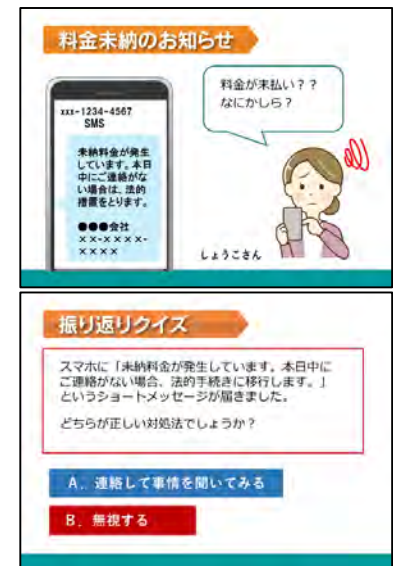 料金未納のお知らせ
xxx-1234-4567
SMS
未納料金が発生
しています。本日
中にご連絡がな
い場合は、法的
措置をとります。
●●●会社
××-××××-
××××
料金が未払い??
なにかしら?
しょうこさん
振り返りクイズ
スマホに「未納料金が発生しています。本日中に
ご連絡がない場合、法的手続きに移行します。」
というショートメッセージが届きました。
どちらが正しい対処法でしょうか?
A. 連絡して事情を聞いてみる
B. 無視する